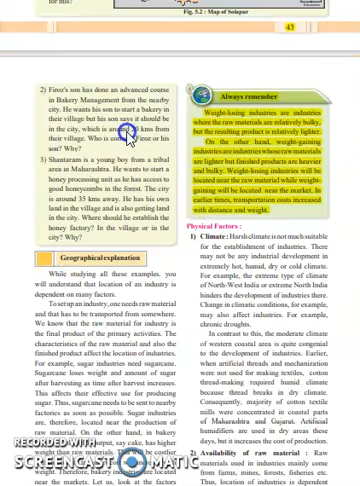 for this?
Fig. 5.2 : Map of Solapur
43
2) Firoz's son has done an advanced course
in Bakery Management from the nearby
city. He wants his son to start a bakery in
their village but his son says it should be
in the city, which is around kms from
their village. Who is correct, Firoz or his
son? Why?
3) Shantaram is a young boy from a tribal
area in Maharashtra. He wants to start a
honey processing unit as he has access to
good honeycombs in the forest. The city
is around 35 kms away. He has his own
land in the village and is also getting land
in the city. Where should he establish the
honey factory? In the village or in the
city? Why?
Geographical explanation
While studying all these examples, you
will understand that location of an industry is
dependent on many factors.
To set up an industry, one needs raw material
and that has to be transported from somewhere.
We know that the raw material for industry is
the final product of the primary activities. The
characteristics of the raw material and also the
finished product affect the location of industries.
For example, sugar industries need sugarcane.
Sugarcane loses weight and amount of sugar
after harvesting as time after harvest increases.
This affects their effective use for producing
sugar. Thus, sugarcane needs to be sent to nearby
factories as soon as possible. Sugar industries
are, therefore, located near the production of
raw material. On the other hand, in bakery
output, say cake, has higher
weight than raw materials. be costlier
weight. Therefore, bakery located
near the markets. Let us, look at the factors
Always remember
Weight-losing industries are industries
where the raw materials are relatively bulky,
but the resulting product is relatively lighter.
On the other hand, weight-gaining
industries are industries whose raw materials
are lighter but finished products are heavier
and bulky. Weight-losing industries will be
located near the raw material while weight-
gaining will be located near the market. In
earlier times, transportation costs increased
with distance and weight.
Physical Factors :
1) Climate : Harsh climate is not much suitable
for the establishment of industries. There
may not be any industrial development in
extremely hot, humid, dry or cold climate.
For example, the extreme type of climate
of North-West India or extreme North India
hinders the development of industries there.
Change in climatic conditions, for example,
may also affect industries. For example,
chronic droughts.
In contrast to this, the moderate climate
of western coastal area is quite congenial
to the development of industries. Earlier,
when artificial threads and mechanization
were not used for making textiles, cotton
thread-making required humid climate
because thread breaks in dry climate.
Consequently, majority of cotton textile
mills were concentrated in coastal parts
of Maharashtra and Gujarat. Artificial
humidifiers are used in dry areas these
days, but it increases the cost of production.
2) Availability of raw material : Raw
materials used in industries mainly come
from farms, mines, forests, fisheries etc.
Thus, location of industries is dependent
RECORDED WITH
SCREENCAST MATIC